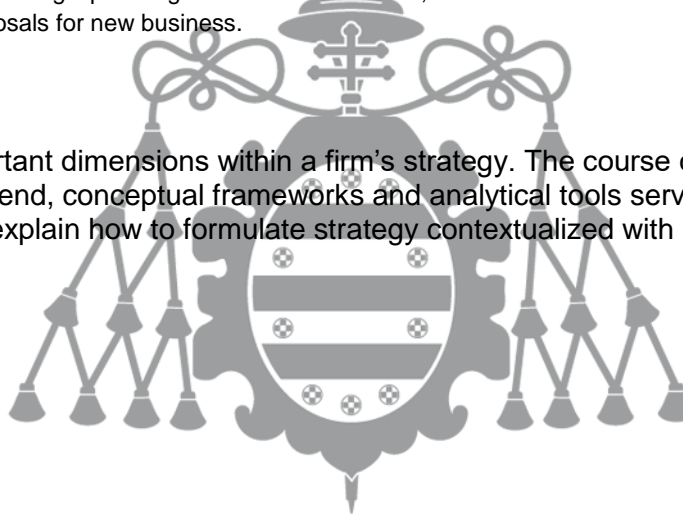 osals for new business.
rtant dimensions within a firm's strategy. The course
end, conceptual frameworks and analytical tools serv
explain how to formulate strategy contextualized with